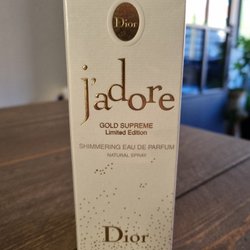 Dior
j'adore
GOLD SUPREME
Limited Edition
SHIMMERING EAU DE PARFUM
NATURAL SPRAY
Dior